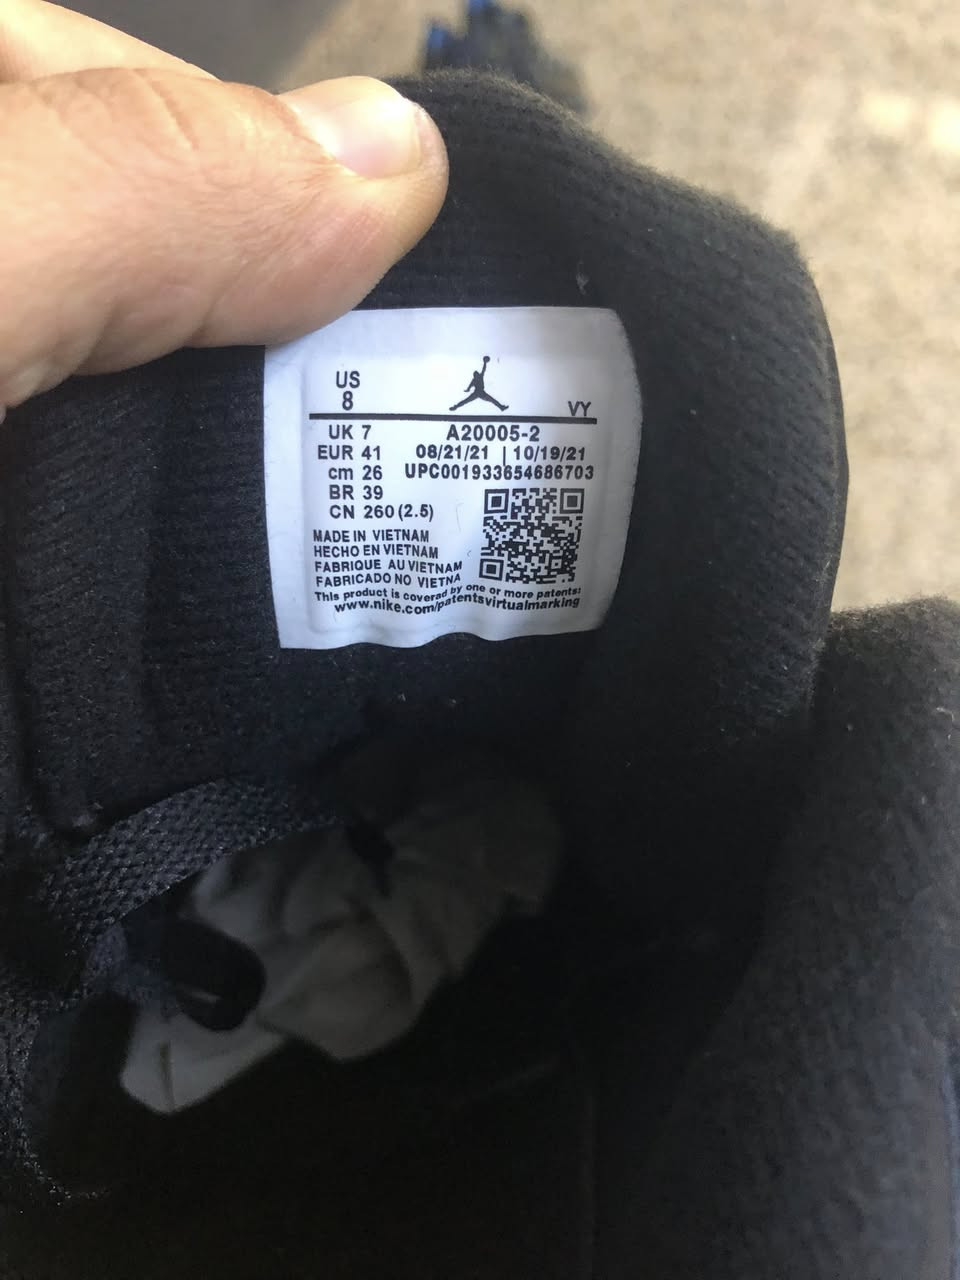 US
8
VY
UK 7 A20005-2
EUR 41 08/21/21 | 10/19/21
cm 26 UPC001933654686703
BR 39
CN 260(2.5)
MADE IN VIETNAM
HECHO EN VIETNAM
FABRIQUE AU VIETNAM
FABRICADO NO VIETNA
This product is covered by one or more patents:
www.nike.com/patentsvirtualmarking